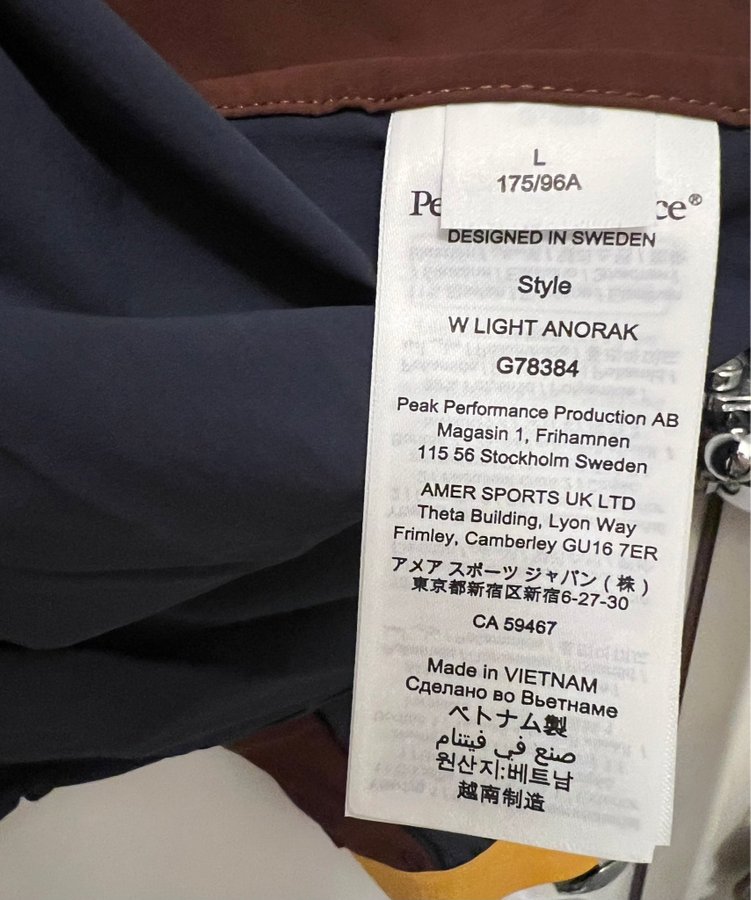 L
175/96A
Pe ce®
DESIGNED IN SWEDEN
Style
W LIGHT ANORAK
G78384
Peak Performance Production AB
Magasin 1, Frihamnen
115 56 Stockholm Sweden
AMER SPORTS UK LTD
Theta Building, Lyon Way
Frimley, Camberley GU16 7ER
アメア スポーツ ジャパン ( 株 )
東京都新宿区新宿6-27-30
CA 59467
Made in VIETNAM
Сделано во Вьетнаме
ベトナム製
صنع في فيتنام
원산지:베트남
越南制造